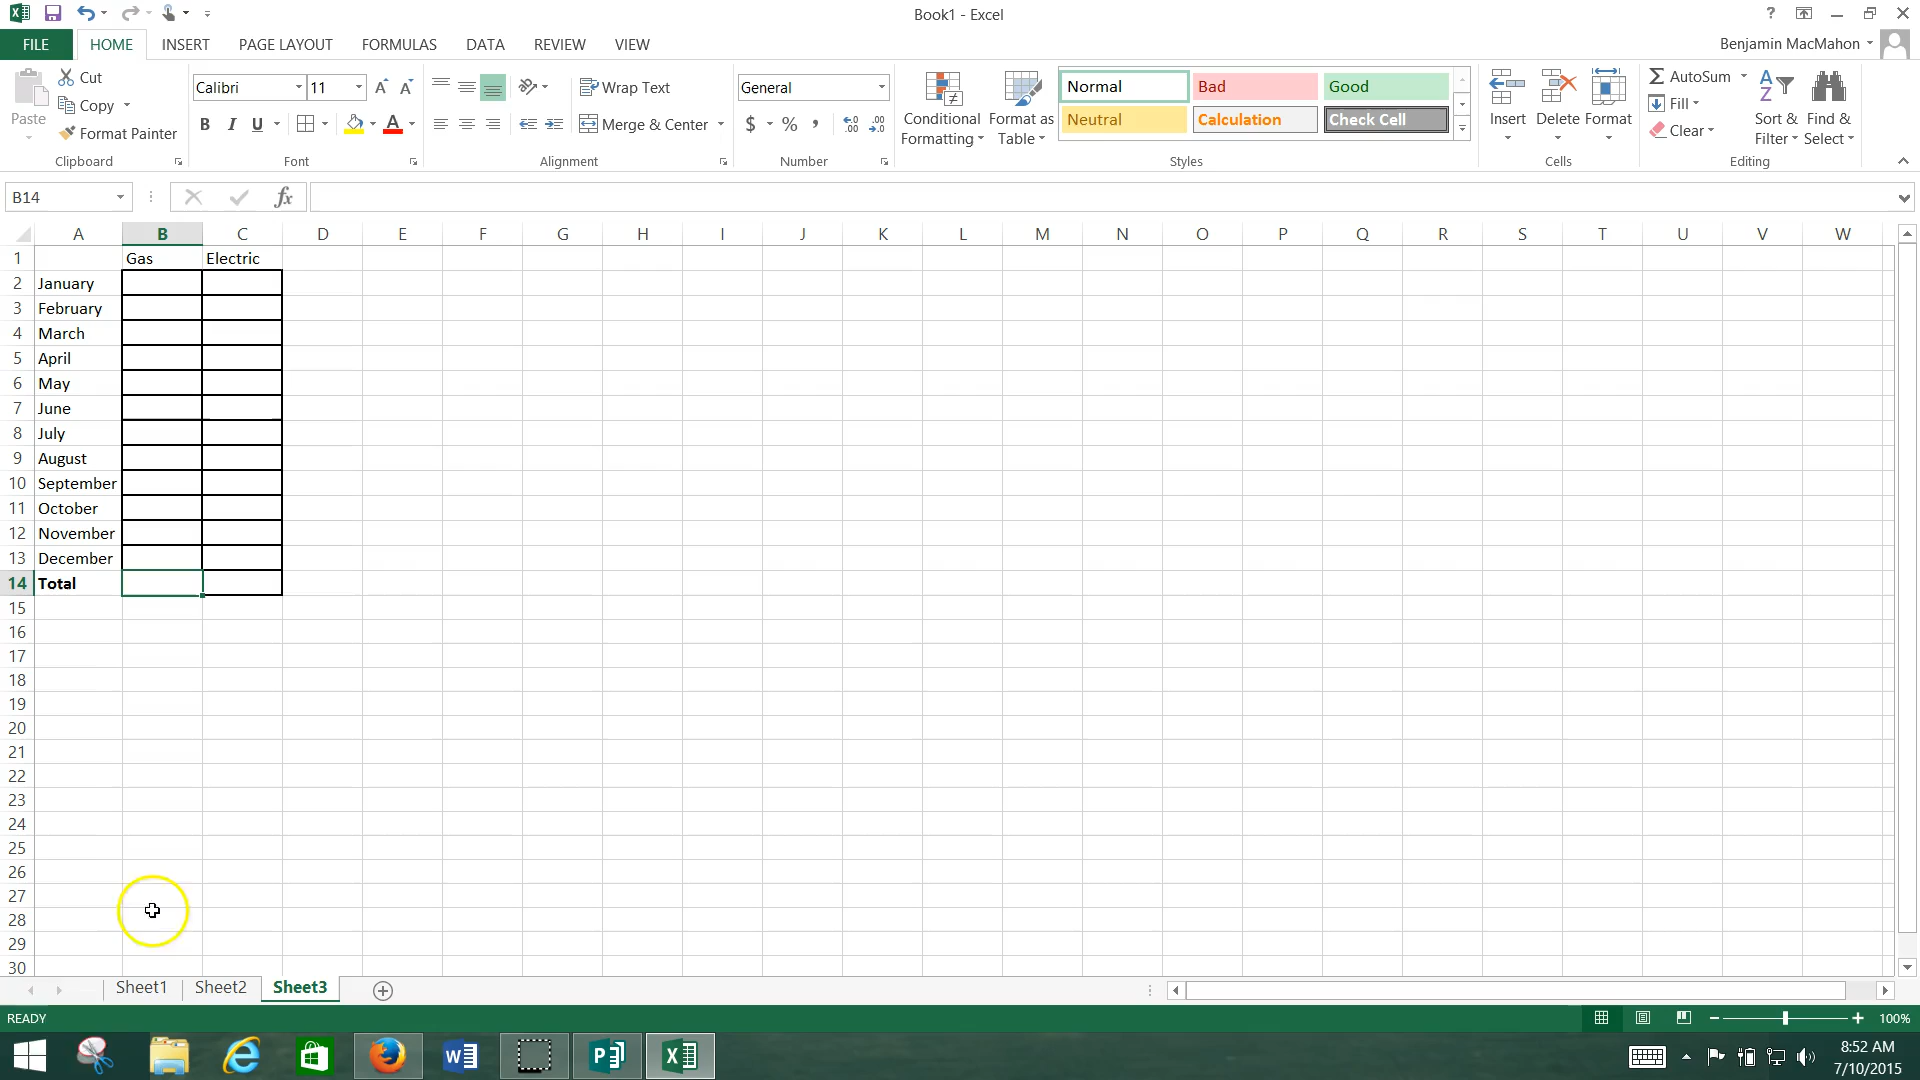 Book1 - Excel
FILE HOME INSERT PAGE LAYOUT FORMULAS DATA REVIEW VIEW
Benjamin MacMahon
Paste
Cut
Copy
Format Painter
Clipboard
Calibri 11
B I U
Font
Wrap Text
Merge & Center
Alignment
General
$ % ,
Number
Conditional Formatting
Format as Table
Normal Bad Good
Neutral Calculation Check Cell
Styles
Insert Delete Format
Cells
AutoSum
Fill
Clear
Sort & Filter
Find & Select
Editing
B14 fx
A B C D E F G H I J K L M N O P Q R S T U V W
1 Gas Electric
2 January
3 February
4 March
5 April
6 May
7 June
8 July
9 August
10 September
11 October
12 November
13 December
14 Total
15
16
17
18
19
20
21
22
23
24
25
26
27
28
29
30
Sheet1 Sheet2 Sheet3
READY 100%
8:52 AM
7/10/2015